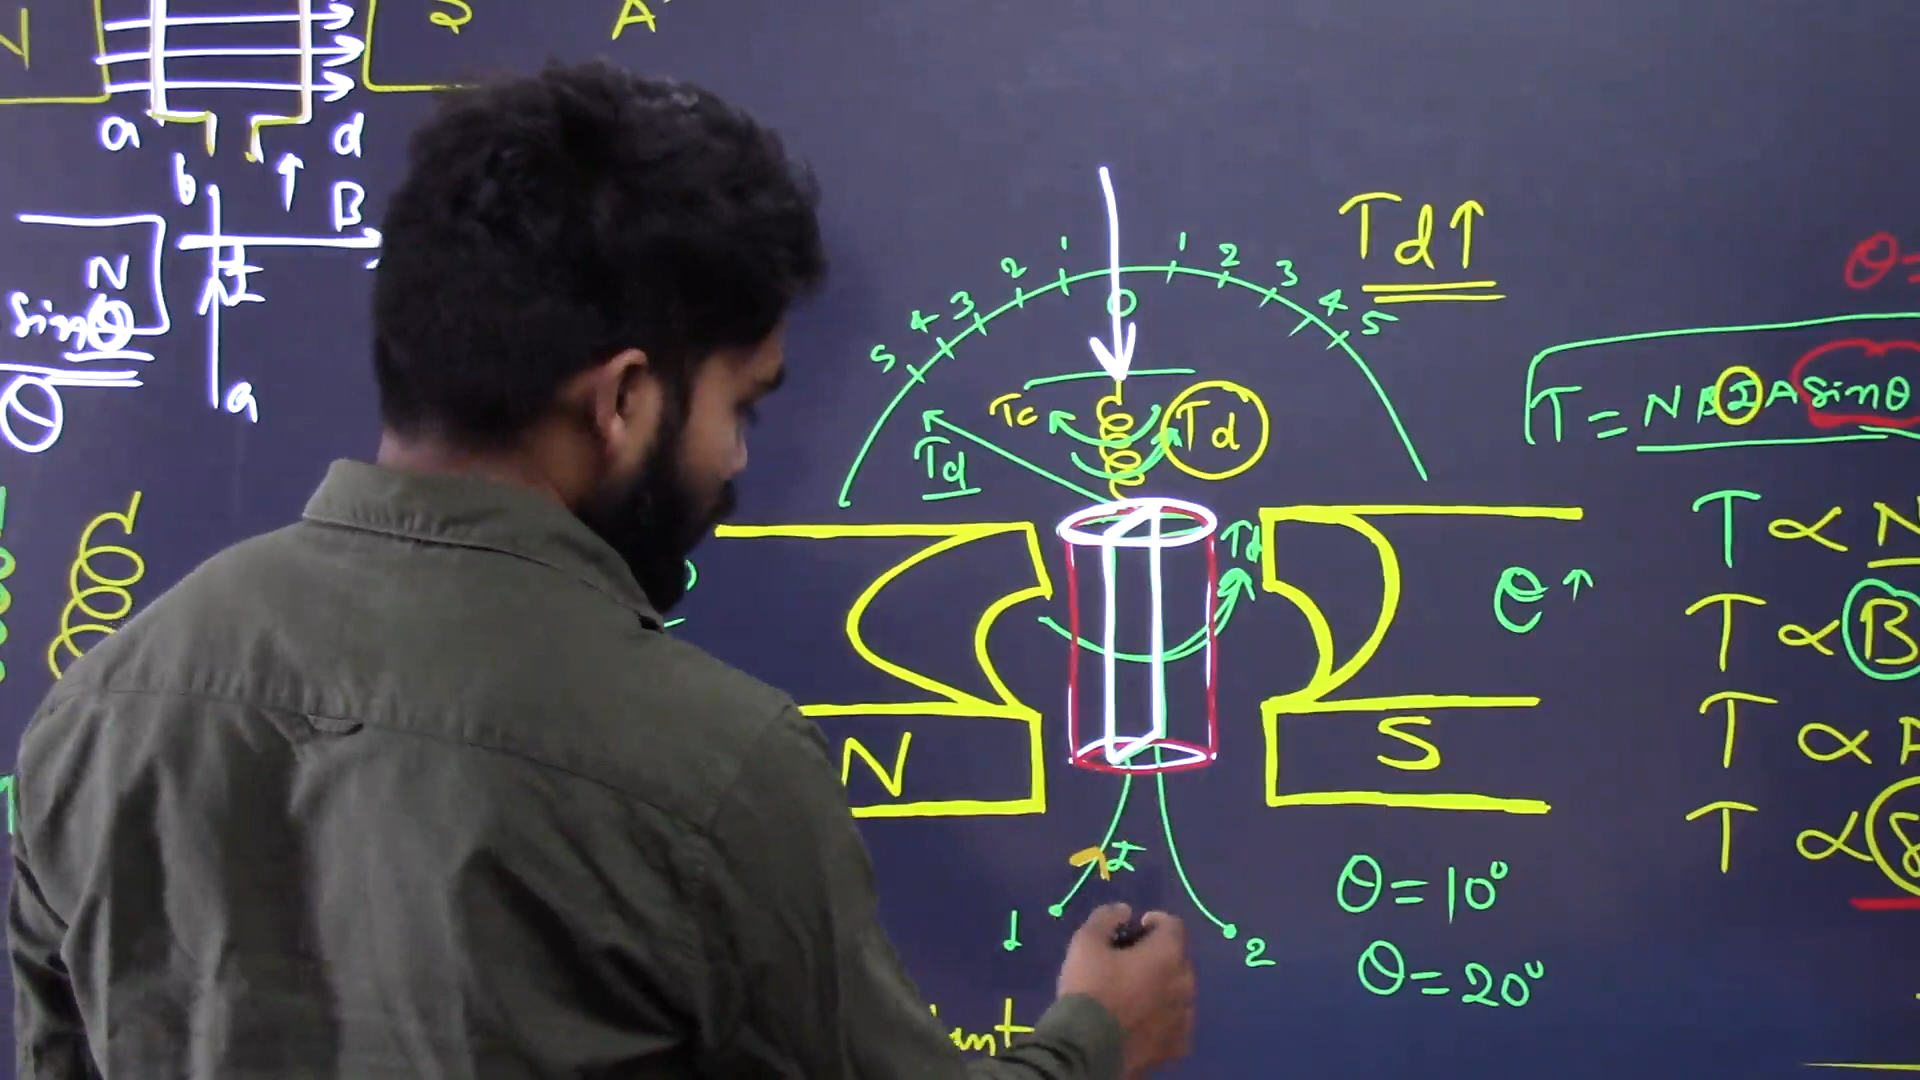 N S A
a d
b B
N
I
sinθ
θ a
Td↑
θ=
5 4 3 2 1 0 1 2 3 4 5
Tc Td
Td
T = NBIA sinθ
Td
θ↑
T ∝ N
T ∝ B
T ∝ A
N S
T ∝
I
1 2
θ = 10°
θ = 20°